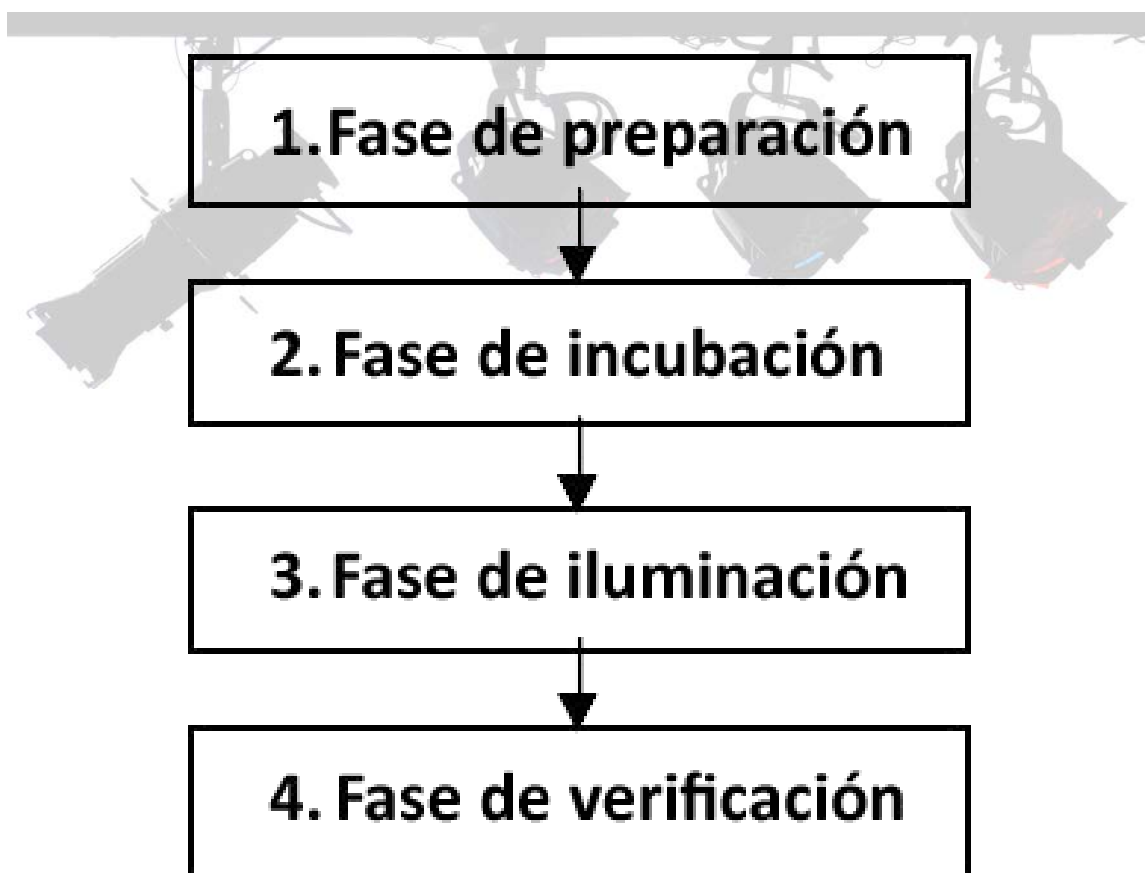 1. Fase de preparación
2. Fase de incubación
3. Fase de iluminación
4. Fase de verificación